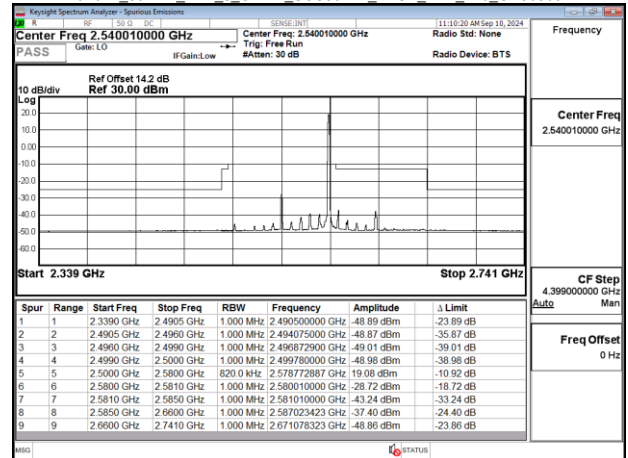 Keysight Spectrum Analyzer - Spurious Emissions
R RF 50 Ω DC SENSE:INT 11:10:20 AM Sep 10, 2024
Center Freq 2.540010000 GHz Center Freq: 2.540010000 GHz Radio Std: None Frequency
PASS Gate: LO IFGain:Low Trig: Free Run
#Atten: 30 dB Radio Device: BTS
Ref Offset 14.2 dB
10 dB/div Ref 30.00 dBm
Log
20.0
10.0
0.00
-10.0
-20.0
-30.0
-40.0
-50.0
-60.0
Center Freq
2.540010000 GHz
Start 2.339 GHz Stop 2.741 GHz
CF Step
4.399000000 GHz
Auto Man
Freq Offset
0 Hz
Spur Range Start Freq Stop Freq RBW Frequency Amplitude Δ Limit
1 1 2.3390 GHz 2.4905 GHz 1.000 MHz 2.490500000 GHz -48.89 dBm -23.89 dB
2 2 2.4905 GHz 2.4960 GHz 1.000 MHz 2.494075000 GHz -48.87 dBm -35.87 dB
3 3 2.4960 GHz 2.4990 GHz 1.000 MHz 2.496872900 GHz -49.01 dBm -39.01 dB
4 4 2.4990 GHz 2.5000 GHz 1.000 MHz 2.499780000 GHz -48.98 dBm -38.98 dB
5 5 2.5000 GHz 2.5800 GHz 820.0 kHz 2.578772887 GHz 19.08 dBm -10.92 dB
6 6 2.5800 GHz 2.5810 GHz 1.000 MHz 2.580010000 GHz -28.72 dBm -18.72 dB
7 7 2.5810 GHz 2.5850 GHz 1.000 MHz 2.581010000 GHz -43.24 dBm -33.24 dB
8 8 2.5850 GHz 2.6600 GHz 1.000 MHz 2.587023423 GHz -37.40 dBm -24.40 dB
9 9 2.6600 GHz 2.7410 GHz 1.000 MHz 2.671078323 GHz -48.86 dBm -23.86 dB
MSG STATUS